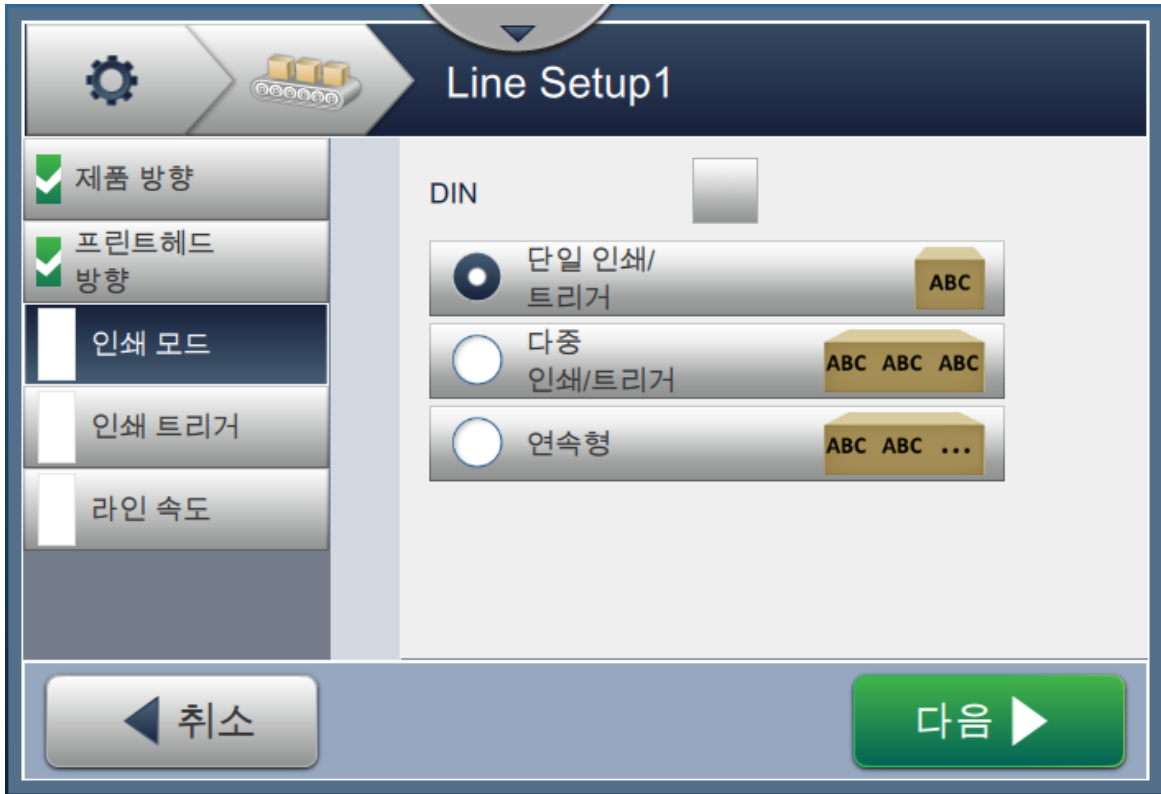 Line Setup1
제품 방향
프린트헤드
방향
인쇄 모드
인쇄 트리거
라인 속도
DIN
단일 인쇄/
트리거
ABC
다중
인쇄/트리거
ABC ABC ABC
연속형
ABC ABC ...
취소
다음